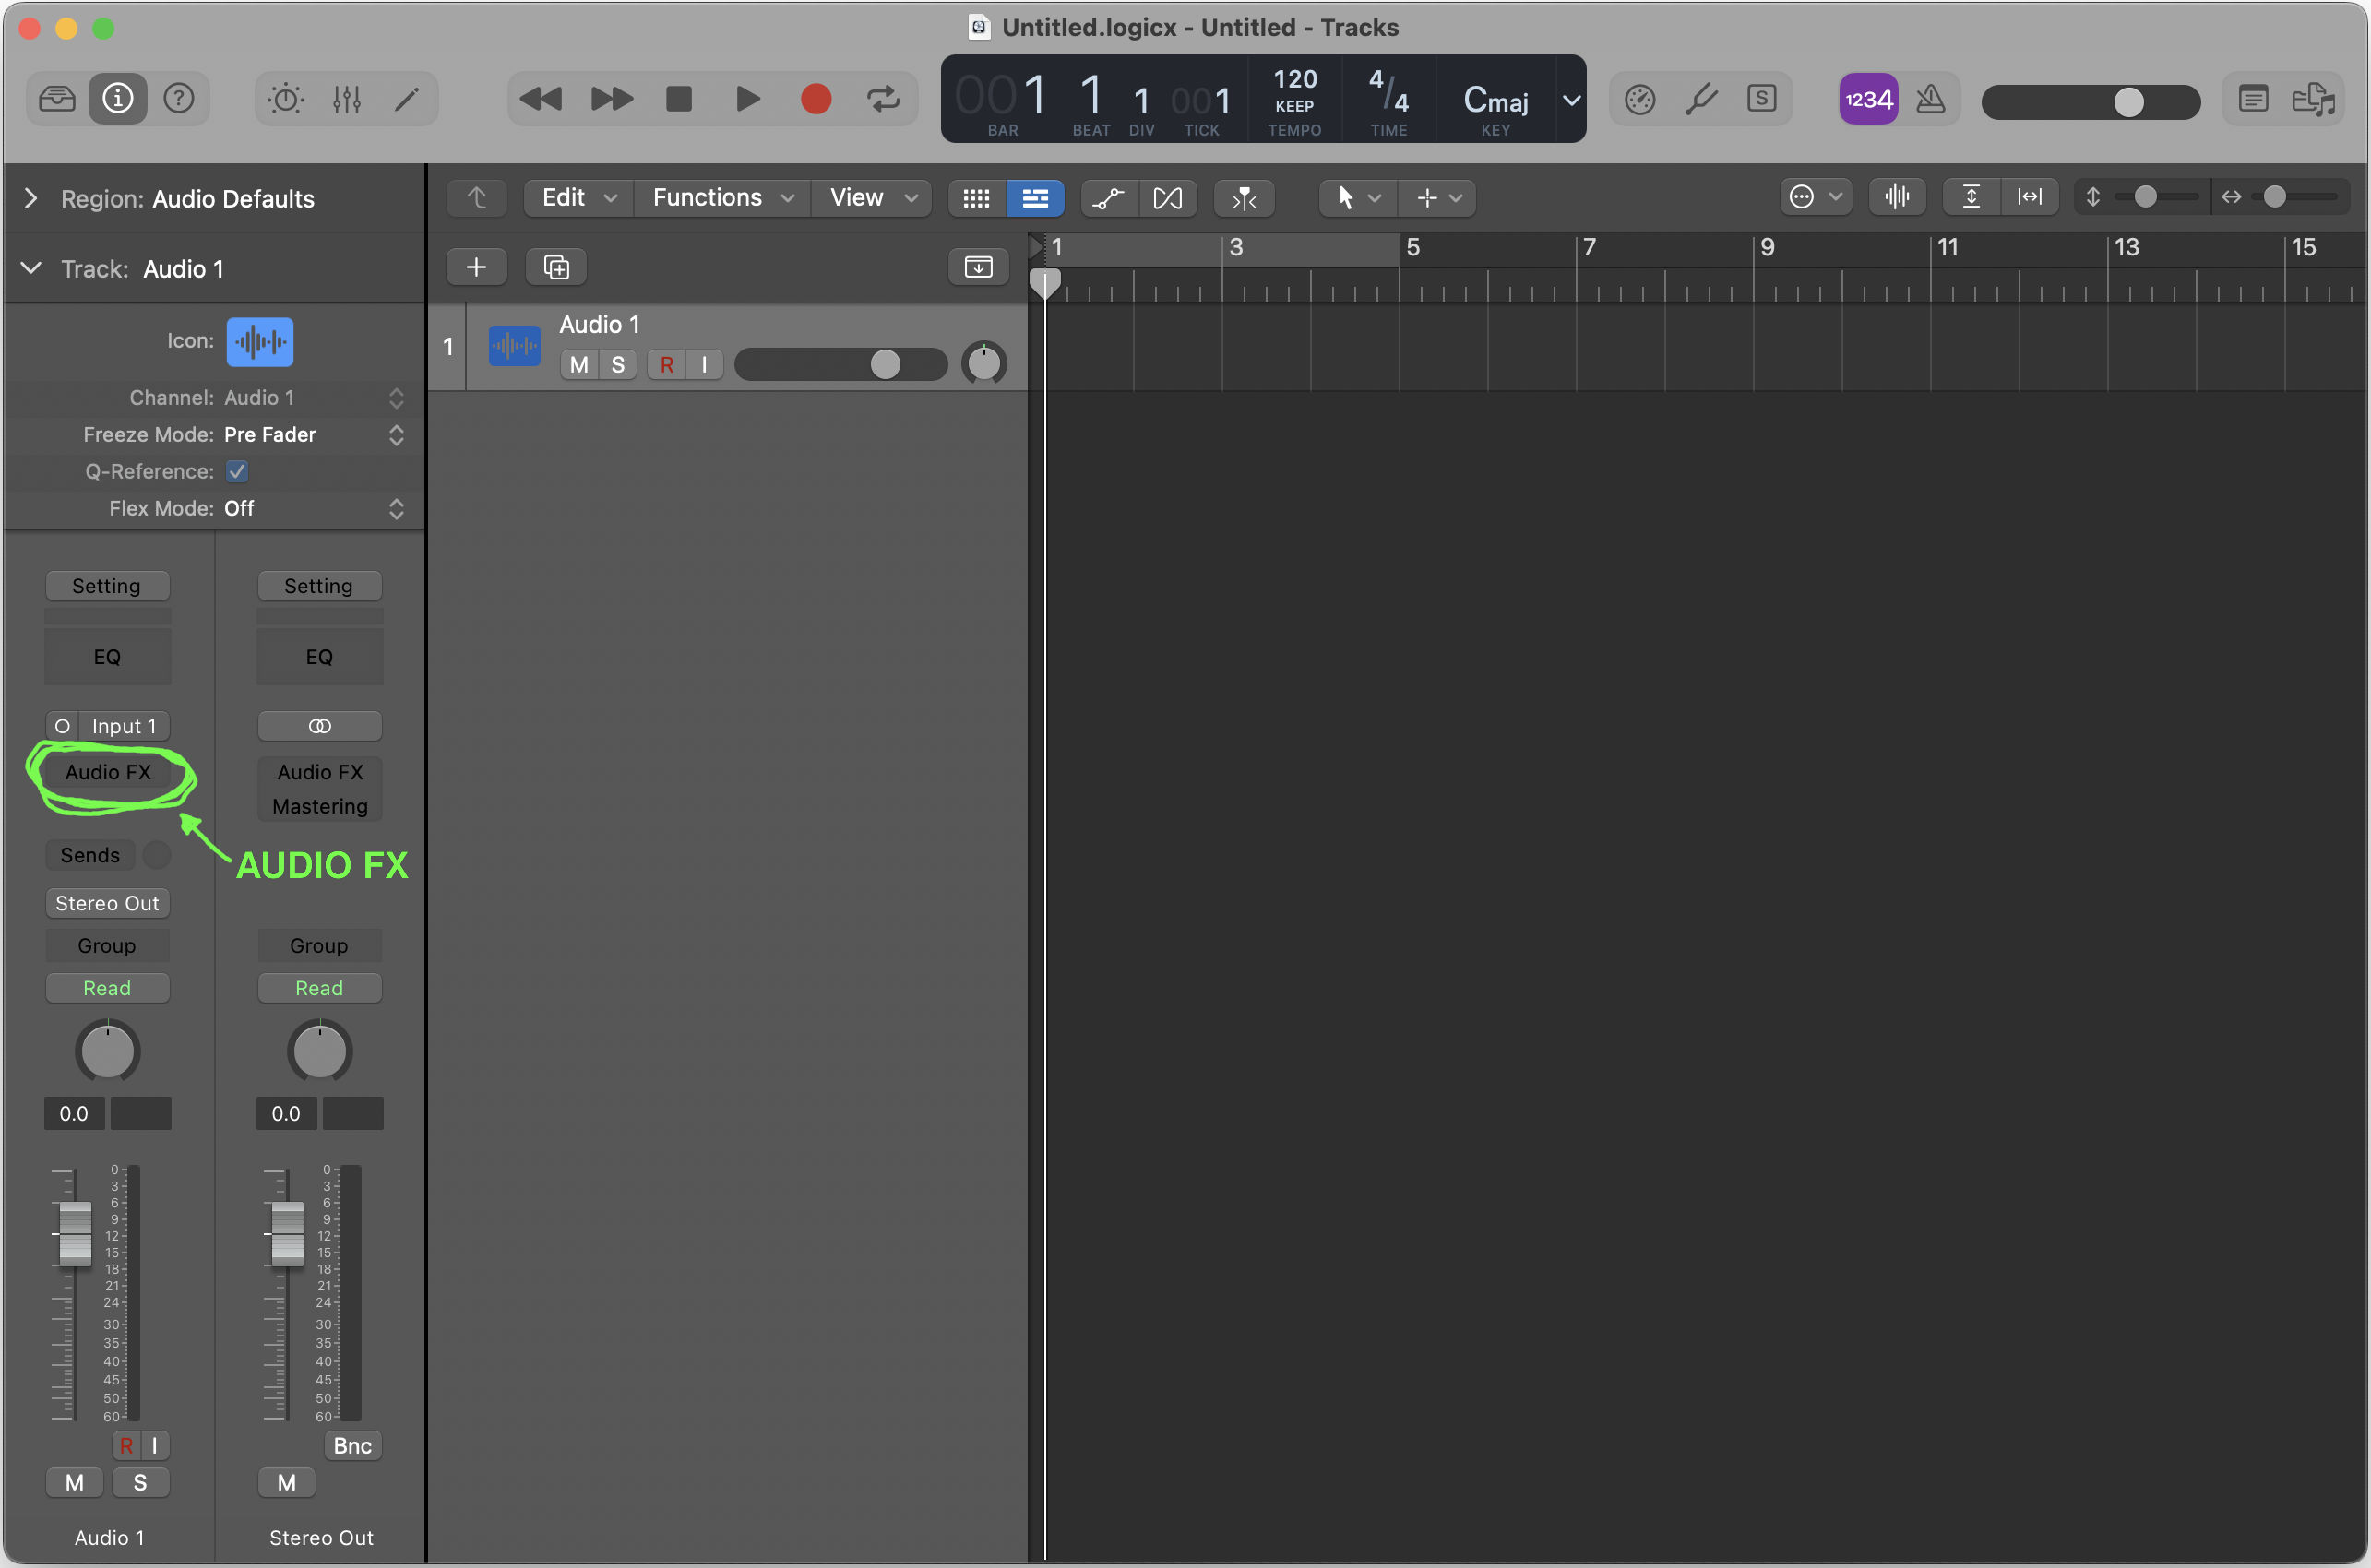 Untitled.logicx - Untitled - Tracks
001 1 1 001 120 KEEP 4/4 Cmaj
BAR BEAT DIV TICK TEMPO TIME KEY
S
1234
Region: Audio Defaults
Edit Functions View
Track: Audio 1
1 3 5 7 9 11 13 15
Icon:
1 Audio 1
M S R I
Channel: Audio 1
Freeze Mode: Pre Fader
Q-Reference:
Flex Mode: Off
Setting Setting
EQ EQ
Input 1
Audio FX Audio FX
Mastering
Sends
AUDIO FX
Stereo Out
Group Group
Read Read
0.0 0.0
0 0
3 3
6 6
9 9
12 12
15 15
18 18
21 21
24 24
30 30
35 35
40 40
45 45
50 50
60 60
R I Bnc
M S M
Audio 1 Stereo Out